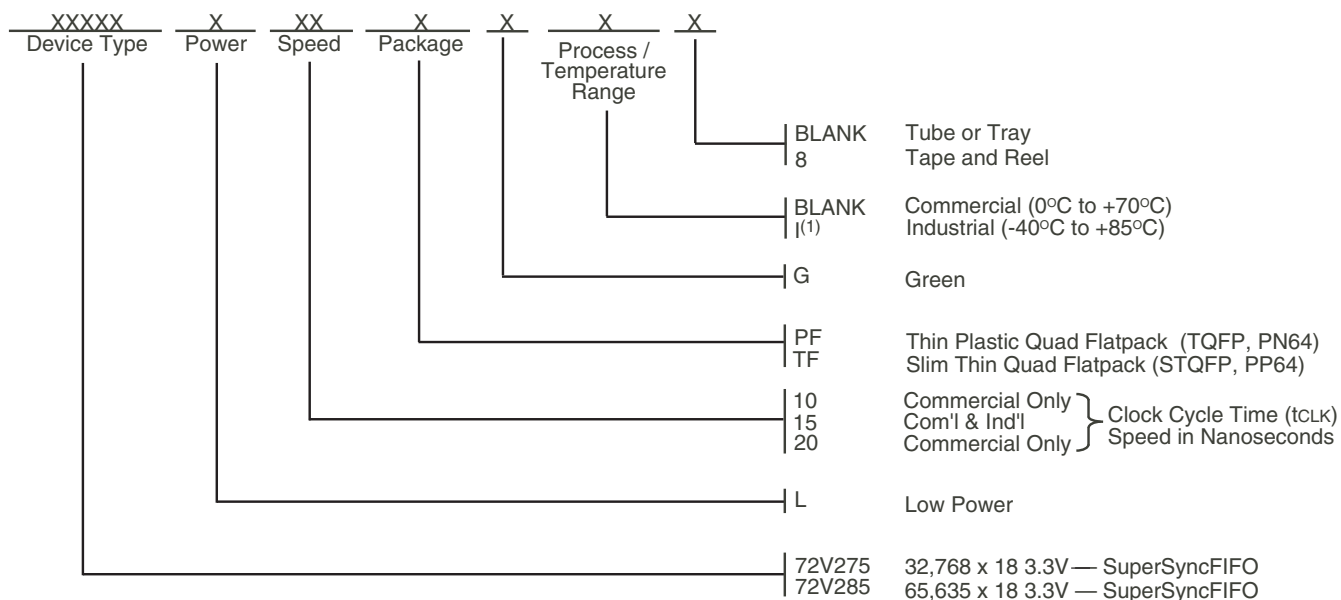 XXXXX X XX X X X X
Device Type Power Speed Package Process /
Temperature
Range
BLANK Tube or Tray
8 Tape and Reel
BLANK Commercial (0°C to +70°C)
I(1) Industrial (-40°C to +85°C)
G Green
PF Thin Plastic Quad Flatpack (TQFP, PN64)
TF Slim Thin Quad Flatpack (STQFP, PP64)
10 Commercial Only
15 Com'l & Ind'l
20 Commercial Only
Clock Cycle Time (tCLK)
Speed in Nanoseconds
L Low Power
72V275 32,768 x 18 3.3V — SuperSyncFIFO
72V285 65,635 x 18 3.3V — SuperSyncFIFO